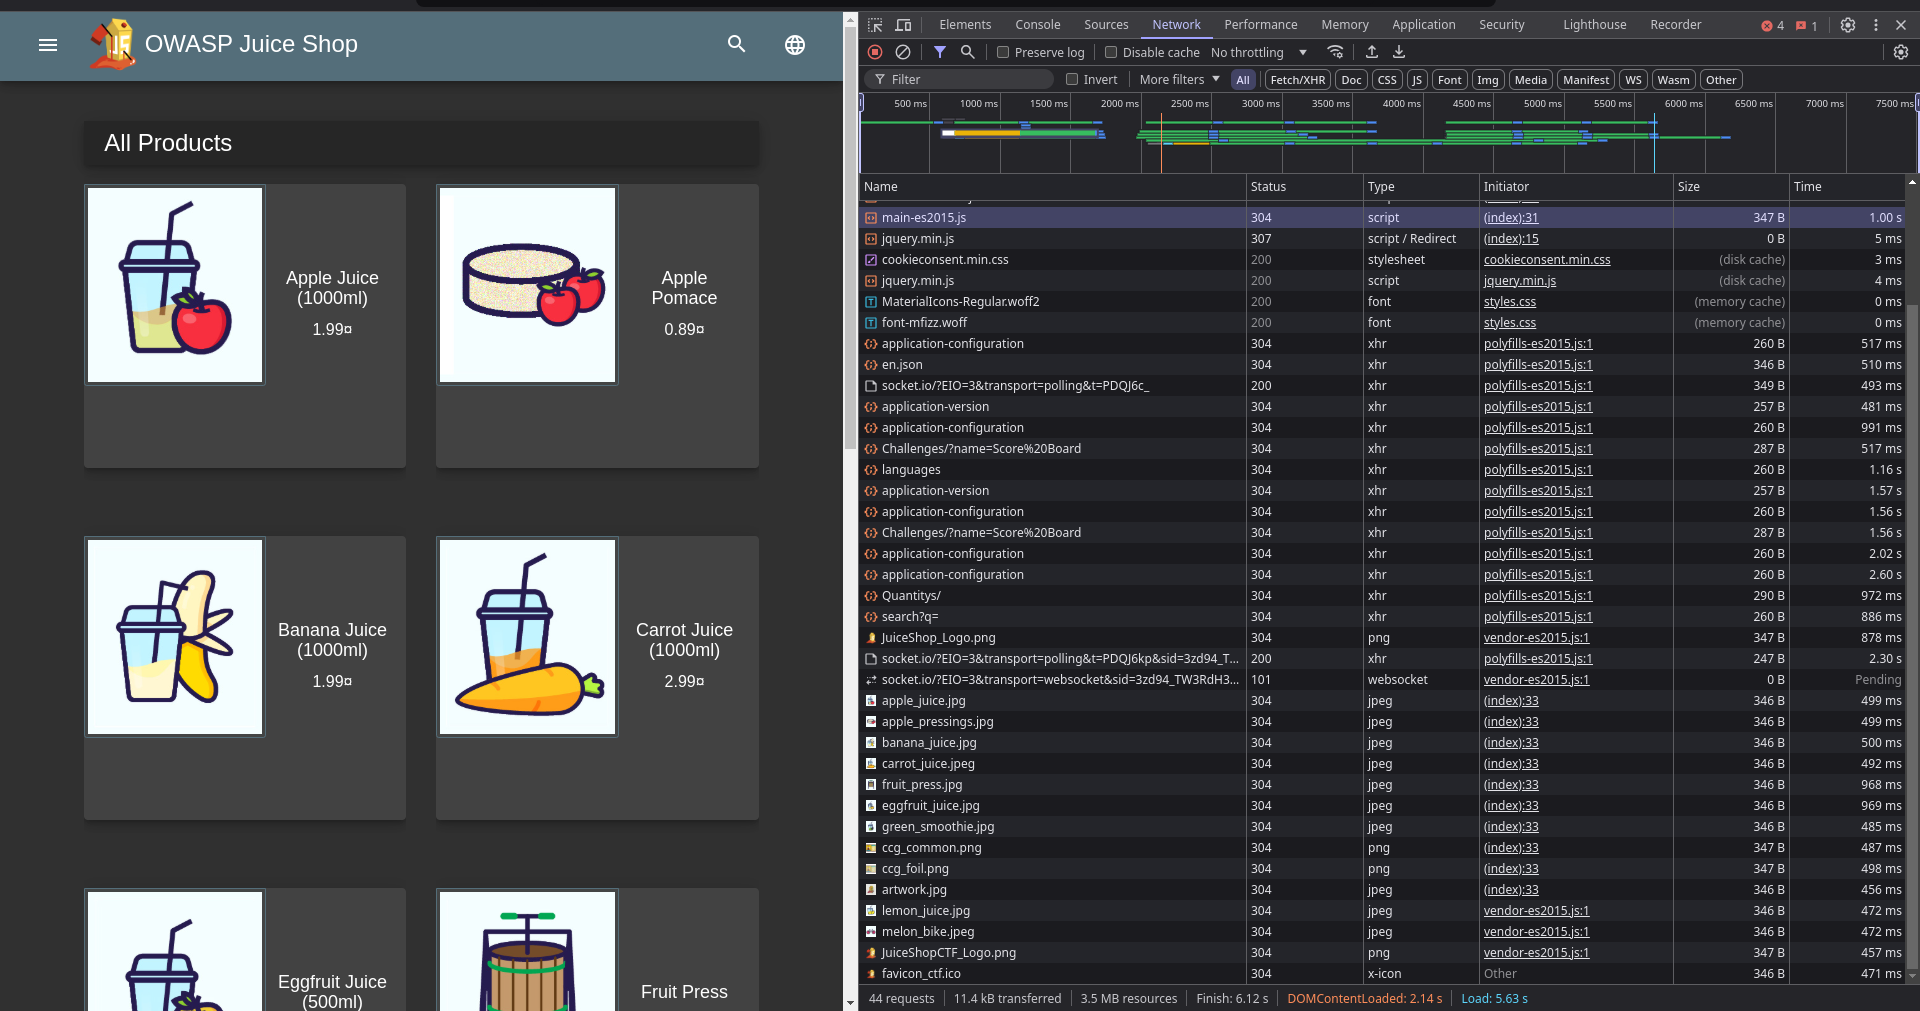 OWASP Juice Shop
All Products
Apple Juice
(1000ml)
1.99¤
Apple
Pomace
0.89¤
Banana Juice
(1000ml)
1.99¤
Carrot Juice
(1000ml)
2.99¤
Eggfruit Juice
(500ml)
Fruit Press
Elements Console Sources Network Performance Memory Application Security Lighthouse Recorder 4 1
Preserve log Disable cache No throttling
Filter Invert More filters All Fetch/XHR Doc CSS JS Font Img Media Manifest WS Wasm Other
500 ms 1000 ms 1500 ms 2000 ms 2500 ms 3000 ms 3500 ms 4000 ms 4500 ms 5000 ms 5500 ms 6000 ms 6500 ms 7000 ms 7500 ms
Name Status Type Initiator Size Time
main-es2015.js 304 script (index):31 347 B 1.00 s
jquery.min.js 307 script / Redirect (index):15 0 B 5 ms
cookieconsent.min.css 200 stylesheet cookieconsent.min.css (disk cache) 3 ms
jquery.min.js 200 script jquery.min.js (disk cache) 4 ms
MaterialIcons-Regular.woff2 200 font styles.css (memory cache) 0 ms
font-mfizz.woff 200 font styles.css (memory cache) 0 ms
application-configuration 304 xhr polyfills-es2015.js:1 260 B 517 ms
en.json 304 xhr polyfills-es2015.js:1 346 B 510 ms
socket.io/?EIO=3&transport=polling&t=PDQJ6c_ 200 xhr polyfills-es2015.js:1 349 B 493 ms
application-version 304 xhr polyfills-es2015.js:1 257 B 481 ms
application-configuration 304 xhr polyfills-es2015.js:1 260 B 991 ms
Challenges/?name=Score%20Board 304 xhr polyfills-es2015.js:1 287 B 517 ms
languages 304 xhr polyfills-es2015.js:1 260 B 1.16 s
application-version 304 xhr polyfills-es2015.js:1 257 B 1.57 s
application-configuration 304 xhr polyfills-es2015.js:1 260 B 1.56 s
Challenges/?name=Score%20Board 304 xhr polyfills-es2015.js:1 287 B 1.56 s
application-configuration 304 xhr polyfills-es2015.js:1 260 B 2.02 s
application-configuration 304 xhr polyfills-es2015.js:1 260 B 2.60 s
Quantitys/ 304 xhr polyfills-es2015.js:1 290 B 972 ms
search?q= 304 xhr polyfills-es2015.js:1 260 B 886 ms
JuiceShop_Logo.png 304 png vendor-es2015.js:1 347 B 878 ms
socket.io/?EIO=3&transport=polling&t=PDQJ6kp&sid=3zd94_T... 200 xhr polyfills-es2015.js:1 247 B 2.30 s
socket.io/?EIO=3&transport=websocket&sid=3zd94_TW3RdH3... 101 websocket vendor-es2015.js:1 0 B Pending
apple_juice.jpg 304 jpeg (index):33 346 B 499 ms
apple_pressings.jpg 304 jpeg (index):33 346 B 499 ms
banana_juice.jpg 304 jpeg (index):33 346 B 500 ms
carrot_juice.jpeg 304 jpeg (index):33 346 B 492 ms
fruit_press.jpg 304 jpeg (index):33 346 B 968 ms
eggfruit_juice.jpg 304 jpeg (index):33 346 B 969 ms
green_smoothie.jpg 304 jpeg (index):33 346 B 485 ms
ccg_common.png 304 png (index):33 347 B 487 ms
ccg_foil.png 304 png (index):33 347 B 498 ms
artwork.jpg 304 jpeg (index):33 346 B 456 ms
lemon_juice.jpg 304 jpeg vendor-es2015.js:1 346 B 472 ms
melon_bike.jpeg 304 jpeg vendor-es2015.js:1 346 B 472 ms
JuiceShopCTF_Logo.png 304 png vendor-es2015.js:1 347 B 457 ms
favicon_ctf.ico 304 x-icon Other 346 B 471 ms
44 requests 11.4 kB transferred 3.5 MB resources Finish: 6.12 s DOMContentLoaded: 2.14 s Load: 5.63 s